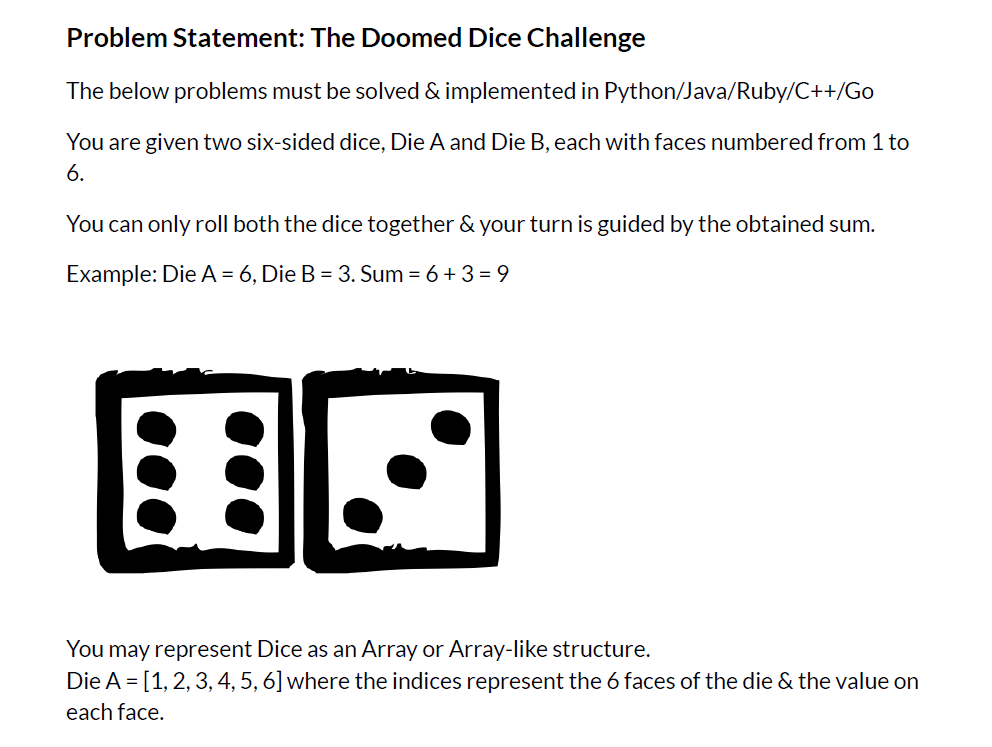 Problem Statement: The Doomed Dice Challenge
The below problems must be solved & implemented in Python/Java/Ruby/C++/Go
You are given two six-sided dice, Die A and Die B, each with faces numbered from 1 to
6.
You can only roll both the dice together & your turn is guided by the obtained sum.
Example: Die A = 6, Die B = 3. Sum = 6 + 3 = 9
You may represent Dice as an Array or Array-like structure.
Die A = [1, 2, 3, 4, 5, 6] where the indices represent the 6 faces of the die & the value on
each face.